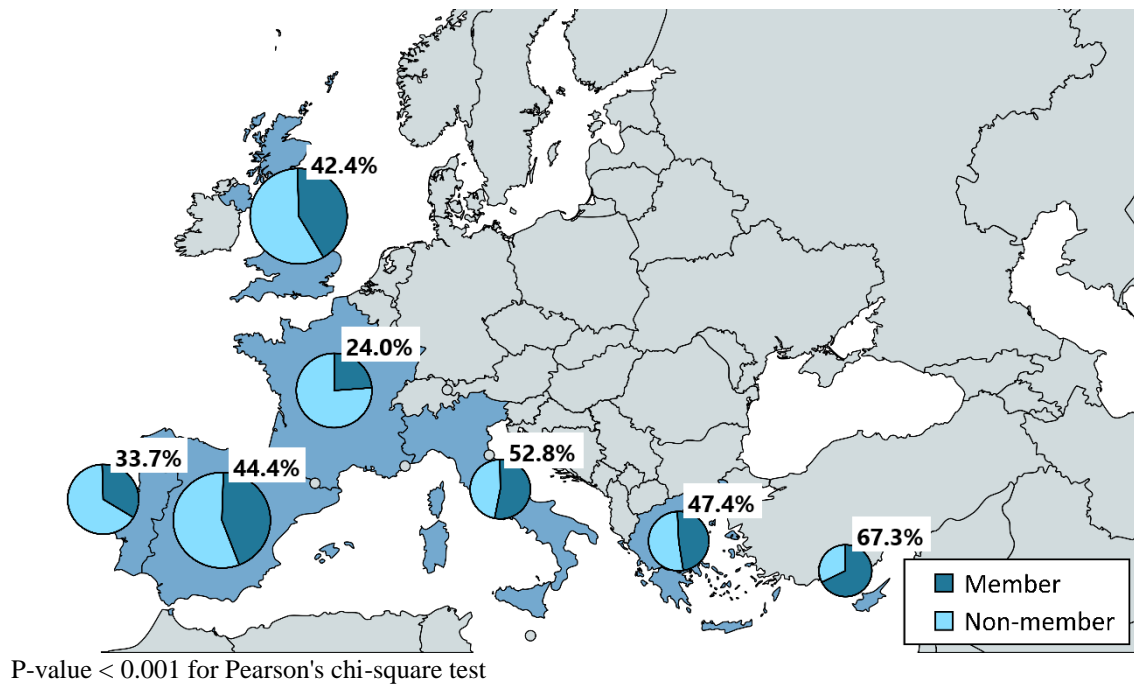 42.4%
24.0%
33.7%
44.4%
52.8%
47.4%
67.3%
Member
Non-member
P-value < 0.001 for Pearson's chi-square test